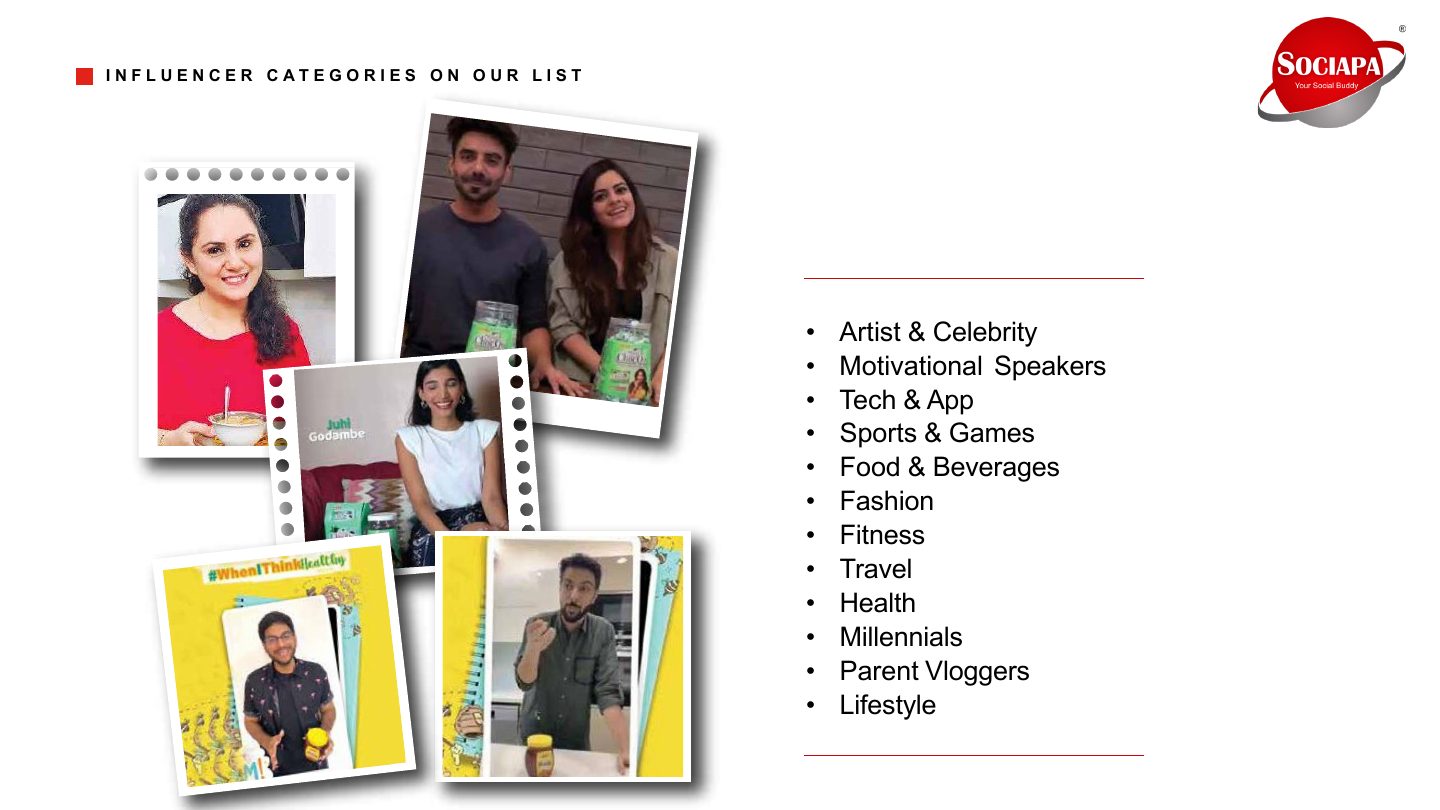 INFLUENCER CATEGORIES ON OUR LIST
SOCIAPA
®
Your Social Buddy
Juhi
Godambe
#WhenIThinkHealthy
M!
• Artist & Celebrity
• Motivational Speakers
• Tech & App
• Sports & Games
• Food & Beverages
• Fashion
• Fitness
• Travel
• Health
• Millennials
• Parent Vloggers
• Lifestyle